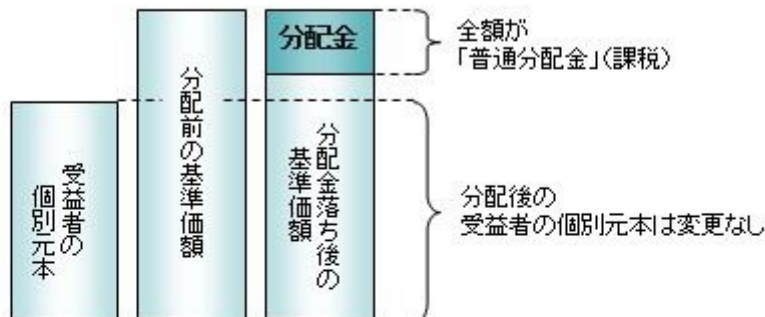 受益者の
個別元本
分配前の基準価額
分配金
分配金落ち後の
基準価額
全額が
「普通分配金」(課税)
分配後の
受益者の個別元本は変更なし